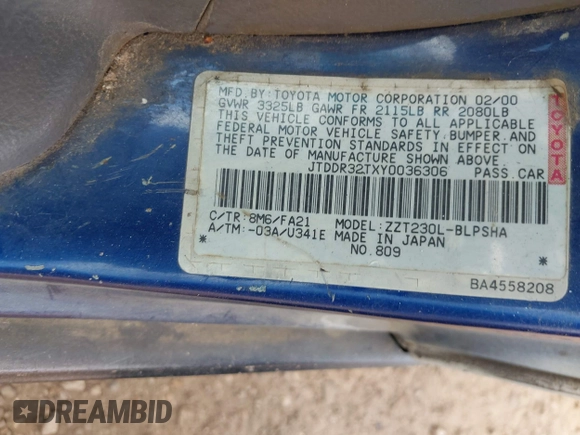 MFD.BY:TOYOTA MOTOR CORPORATION 02/00
GVWR 3325LB GAWR FR 2115LB RR 2080LB
THIS VEHICLE CONFORMS TO ALL APPLICABLE
FEDERAL MOTOR VEHICLE SAFETY, BUMPER AND
THEFT PREVENTION STANDARDS IN EFFECT ON
THE DATE OF MANUFACTURE SHOWN ABOVE.
JTDDR32TXY0036306 PASS.CAR
TOYOTA
C/TR:8M6/FA21 MODEL:ZZT230L-BLPSHA
A/TM:-03A/U341E MADE IN JAPAN
* NO.809 *
BA4558208
DREAMBID